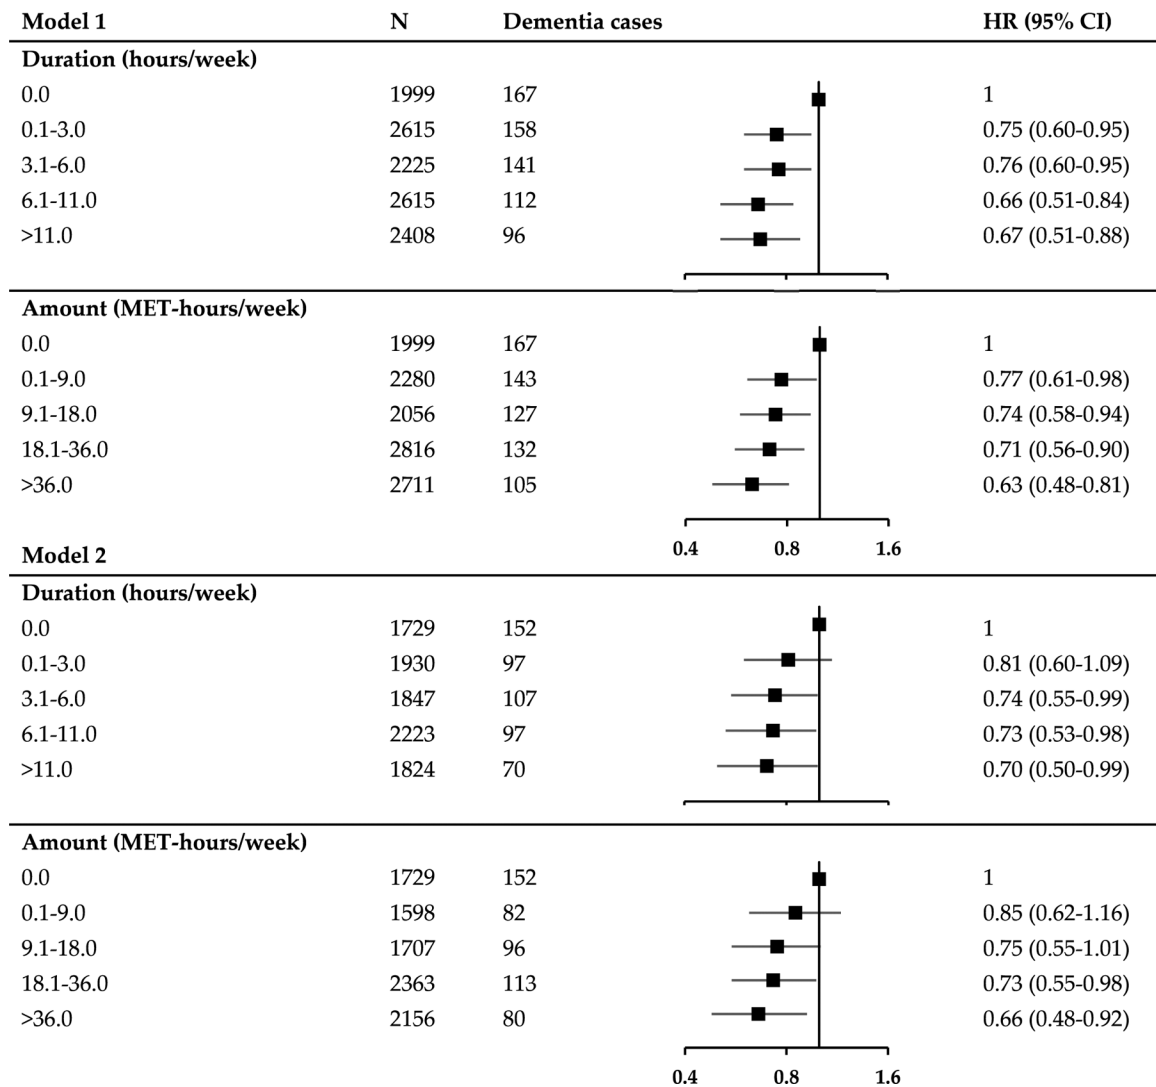 Model 1 N Dementia cases HR (95% CI)
Duration (hours/week)
0.0 1999 167 1
0.1-3.0 2615 158 0.75 (0.60-0.95)
3.1-6.0 2225 141 0.76 (0.60-0.95)
6.1-11.0 2615 112 0.66 (0.51-0.84)
>11.0 2408 96 0.67 (0.51-0.88)
0.4 0.8 1.6
Amount (MET-hours/week)
0.0 1999 167 1
0.1-9.0 2280 143 0.77 (0.61-0.98)
9.1-18.0 2056 127 0.74 (0.58-0.94)
18.1-36.0 2816 132 0.71 (0.56-0.90)
>36.0 2711 105 0.63 (0.48-0.81)
0.4 0.8 1.6
Model 2
Duration (hours/week)
0.0 1729 152 1
0.1-3.0 1930 97 0.81 (0.60-1.09)
3.1-6.0 1847 107 0.74 (0.55-0.99)
6.1-11.0 2223 97 0.73 (0.53-0.98)
>11.0 1824 70 0.70 (0.50-0.99)
0.4 0.8 1.6
Amount (MET-hours/week)
0.0 1729 152 1
0.1-9.0 1598 82 0.85 (0.62-1.16)
9.1-18.0 1707 96 0.75 (0.55-1.01)
18.1-36.0 2363 113 0.73 (0.55-0.98)
>36.0 2156 80 0.66 (0.48-0.92)
0.4 0.8 1.6